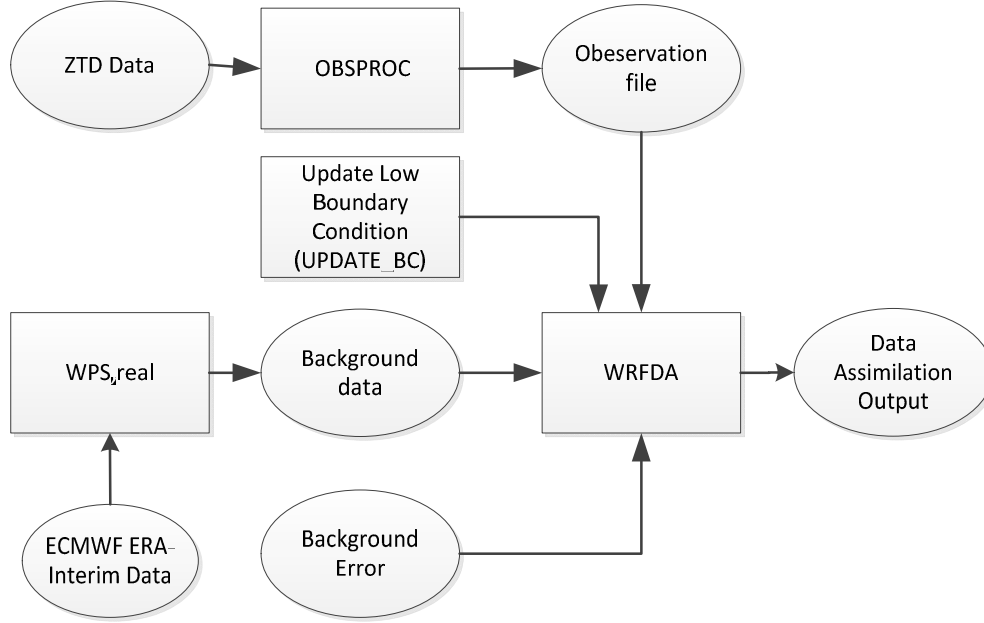 ZTD Data
OBSPROC
Obeservation
file
Update Low
Boundary
Condition
(UPDATE_BC)
WPS,real
Background
data
WRFDA
Data
Assimilation
Output
ECMWF ERA-
Interim Data
Background
Error